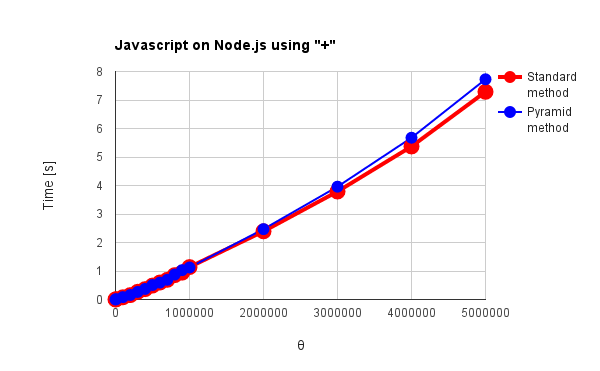 Javascript on Node.js using "+"
8
7
6
5
4
3
2
1
0
Time [s]
0 1000000 2000000 3000000 4000000 5000000
θ
Standard
method
Pyramid
method